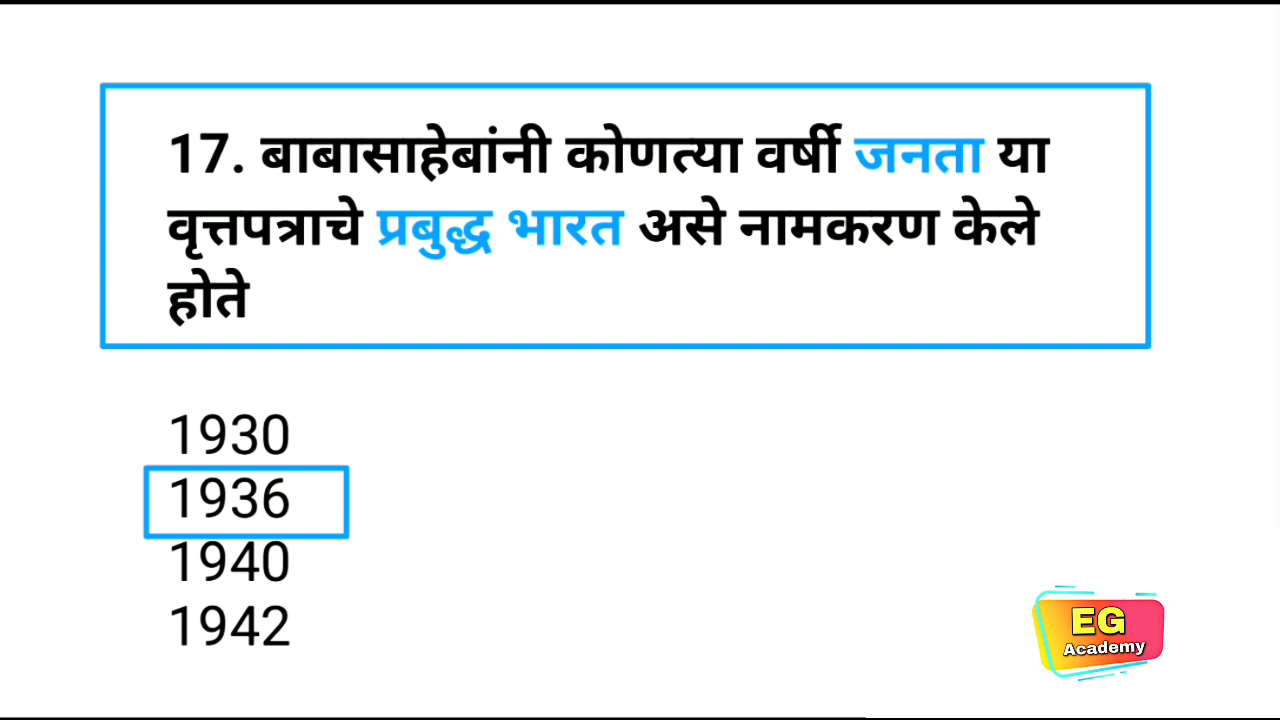 17. बाबासाहेबांनी कोणत्या वर्षी जनता या
वृत्तपत्राचे प्रबुद्ध भारत असे नामकरण केले
होते
1930
1936
1940
1942
EG
Academy